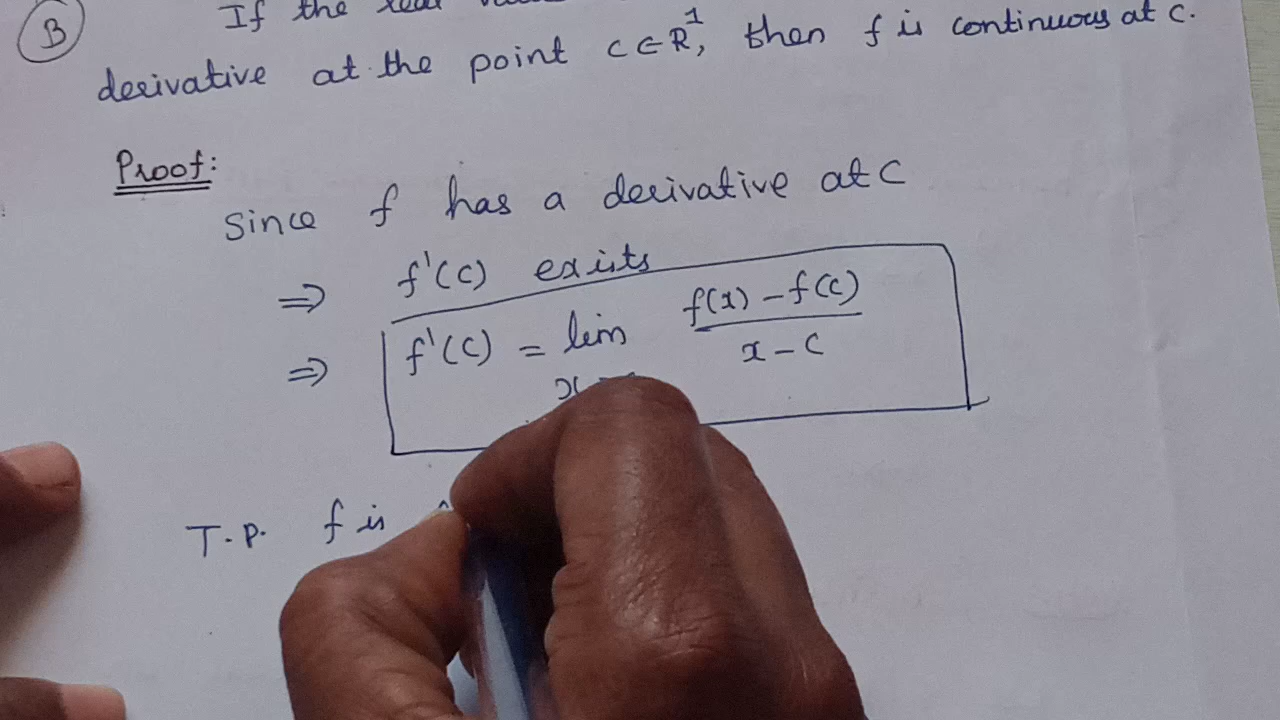 B
If the real
derivative at the point C ∈ R¹, then f is continuous at c.
Proof:
Since f has a derivative at C
⇒ f'(c) exists
⇒ f'(c) = lim f(x) - f(c) / x - c
x
T.P. f is